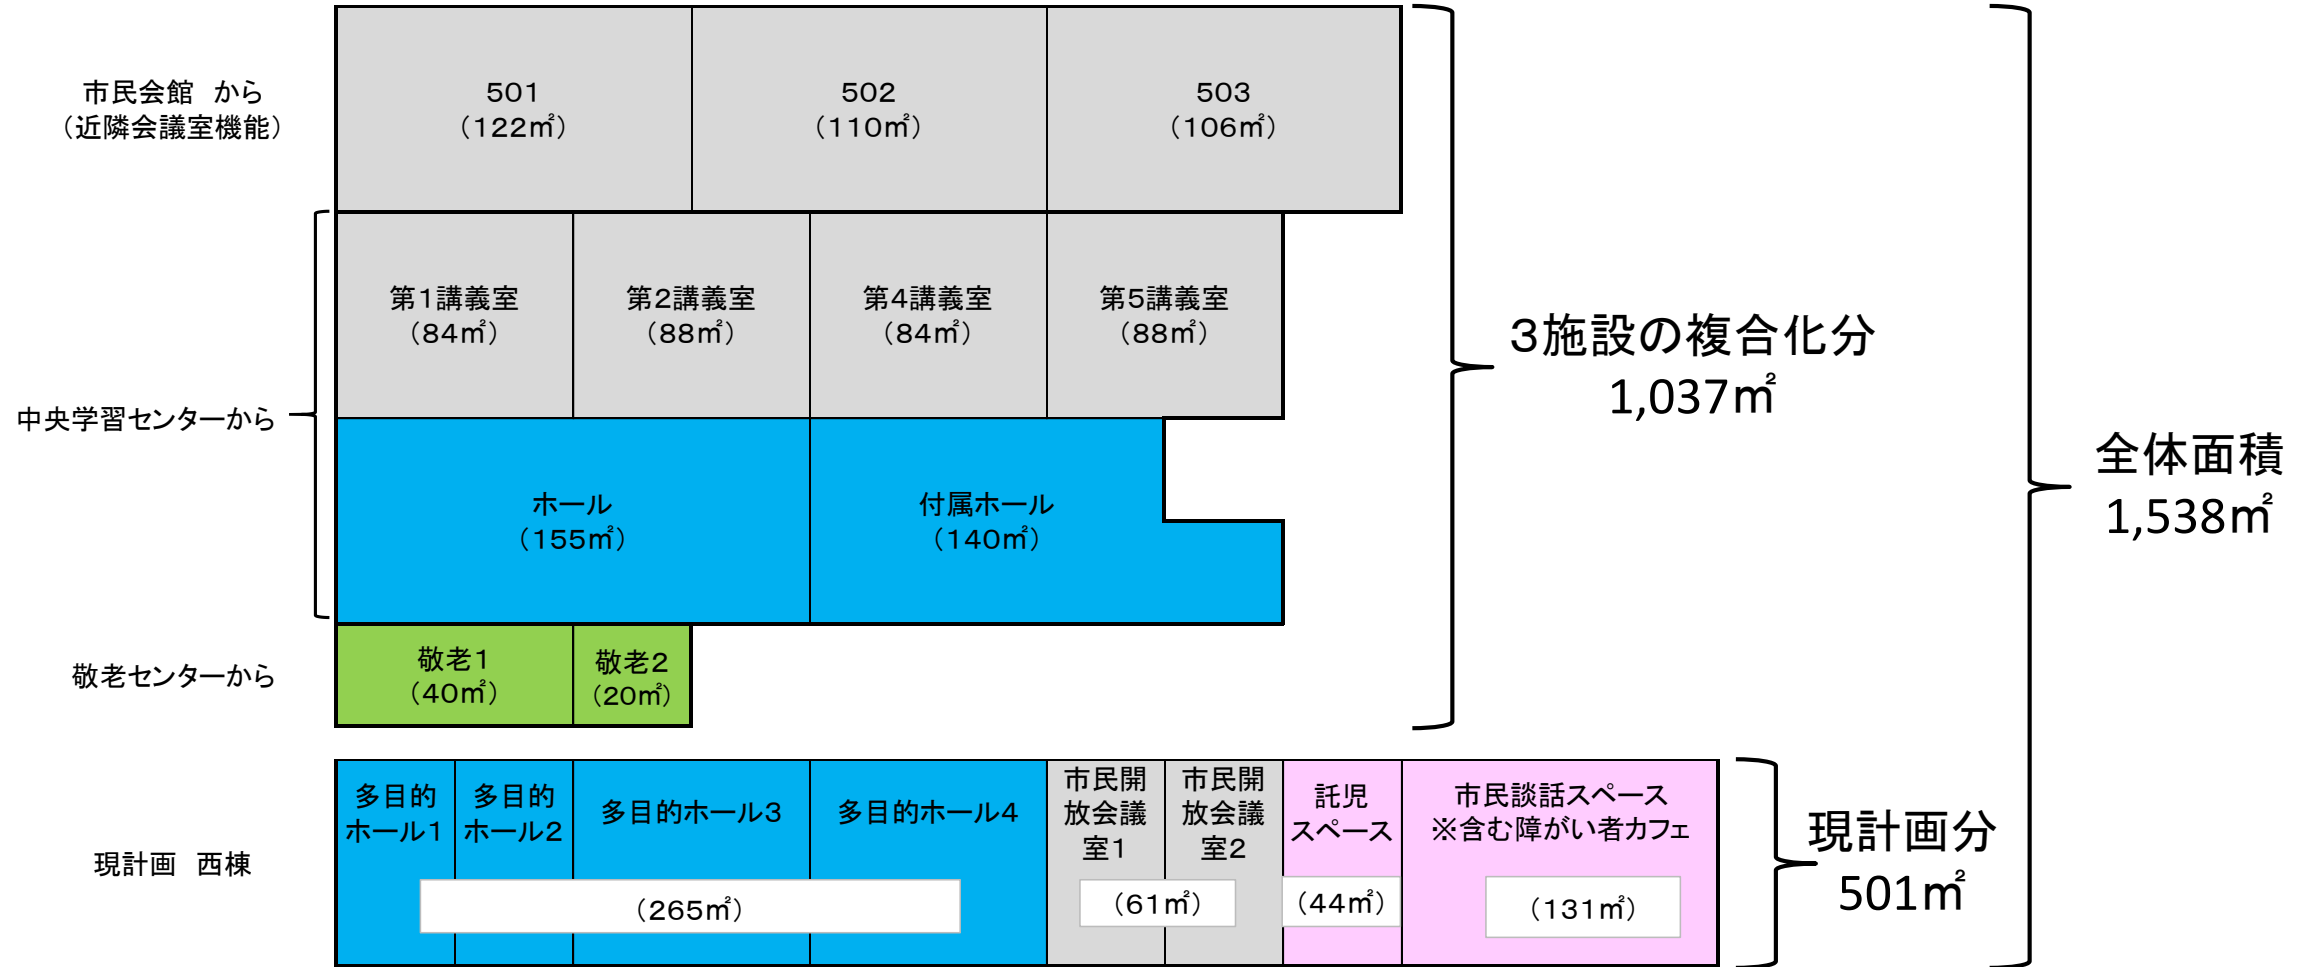 市民会館　から
（近隣会議室機能）
501
（122㎡）
502
（110㎡）
503
（106㎡）
中央学習センターから
第1講義室
（84㎡）
第2講義室
（88㎡）
第4講義室
（84㎡）
第5講義室
（88㎡）
ホール
（155㎡）
付属ホール
（140㎡）
敬老センターから
敬老1
（40㎡）
敬老2
（20㎡）
3施設の複合化分
1,037㎡
現計画　西棟
多目的
ホール1
多目的
ホール2
多目的ホール3
多目的ホール4
（265㎡）
市民開
放会議
室1
市民開
放会議
室2
（61㎡）
託児
スペース
（44㎡）
市民談話スペース
※含む障がい者カフェ
（131㎡）
現計画分
501㎡
全体面積
1,538㎡